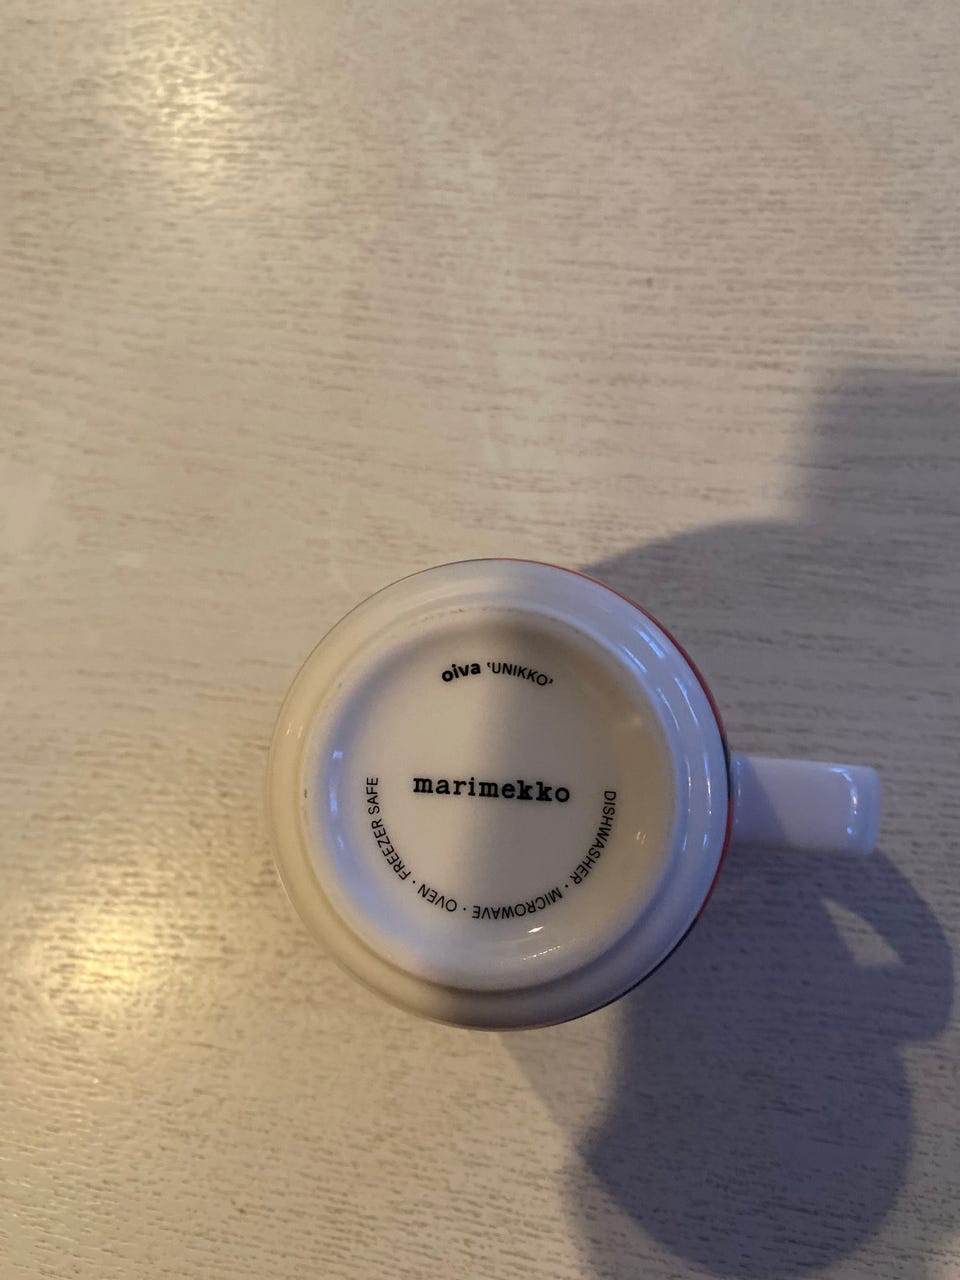 oiva ‘UNIKKO’
marimekko
DISHWASHER · MICROWAVE · OVEN · FREEZER SAFE